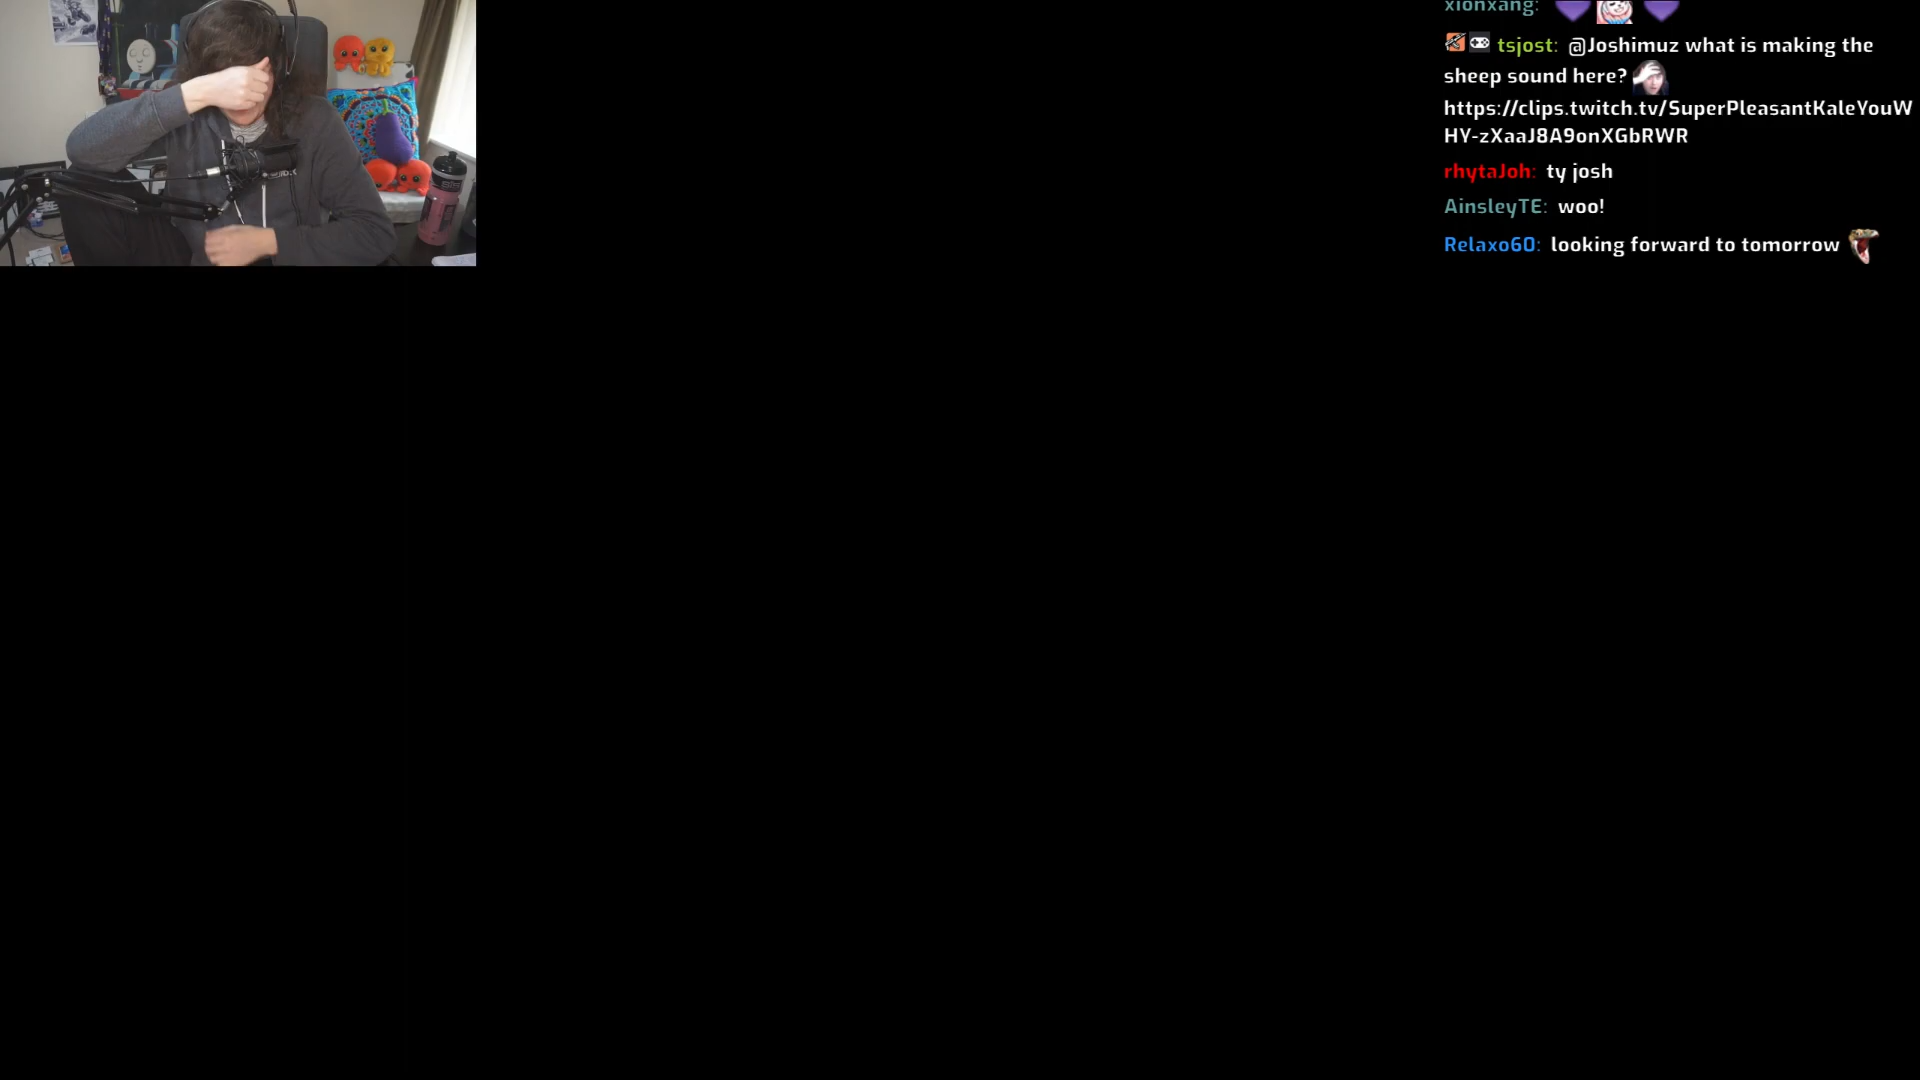 xionxang:
tsjost: @Joshimuz what is making the
sheep sound here?
https://clips.twitch.tv/SuperPleasantKaleYouW
HY-zXaaJ8A9onXGbRWR
rhytaJoh: ty josh
AinsleyTE: woo!
Relaxo60: looking forward to tomorrow